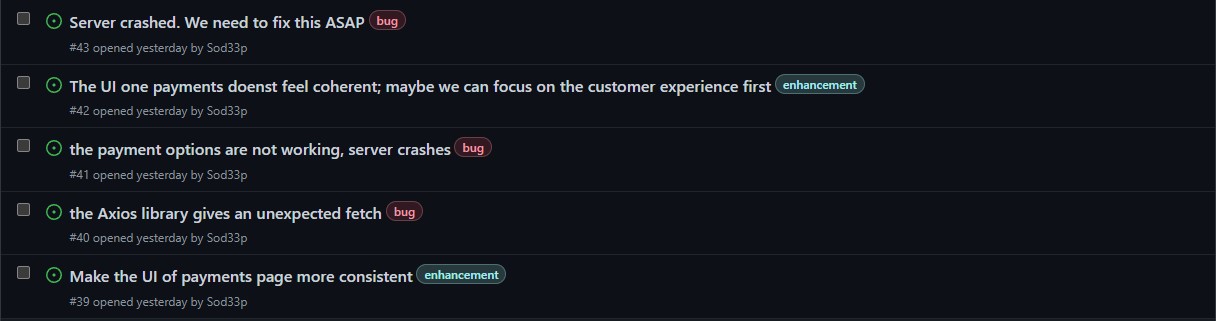 Server crashed. We need to fix this ASAP bug
#43 opened yesterday by Sod33p
The UI one payments doenst feel coherent; maybe we can focus on the customer experience first enhancement
#42 opened yesterday by Sod33p
the payment options are not working, server crashes bug
#41 opened yesterday by Sod33p
the Axios library gives an unexpected fetch bug
#40 opened yesterday by Sod33p
Make the UI of payments page more consistent enhancement
#39 opened yesterday by Sod33p